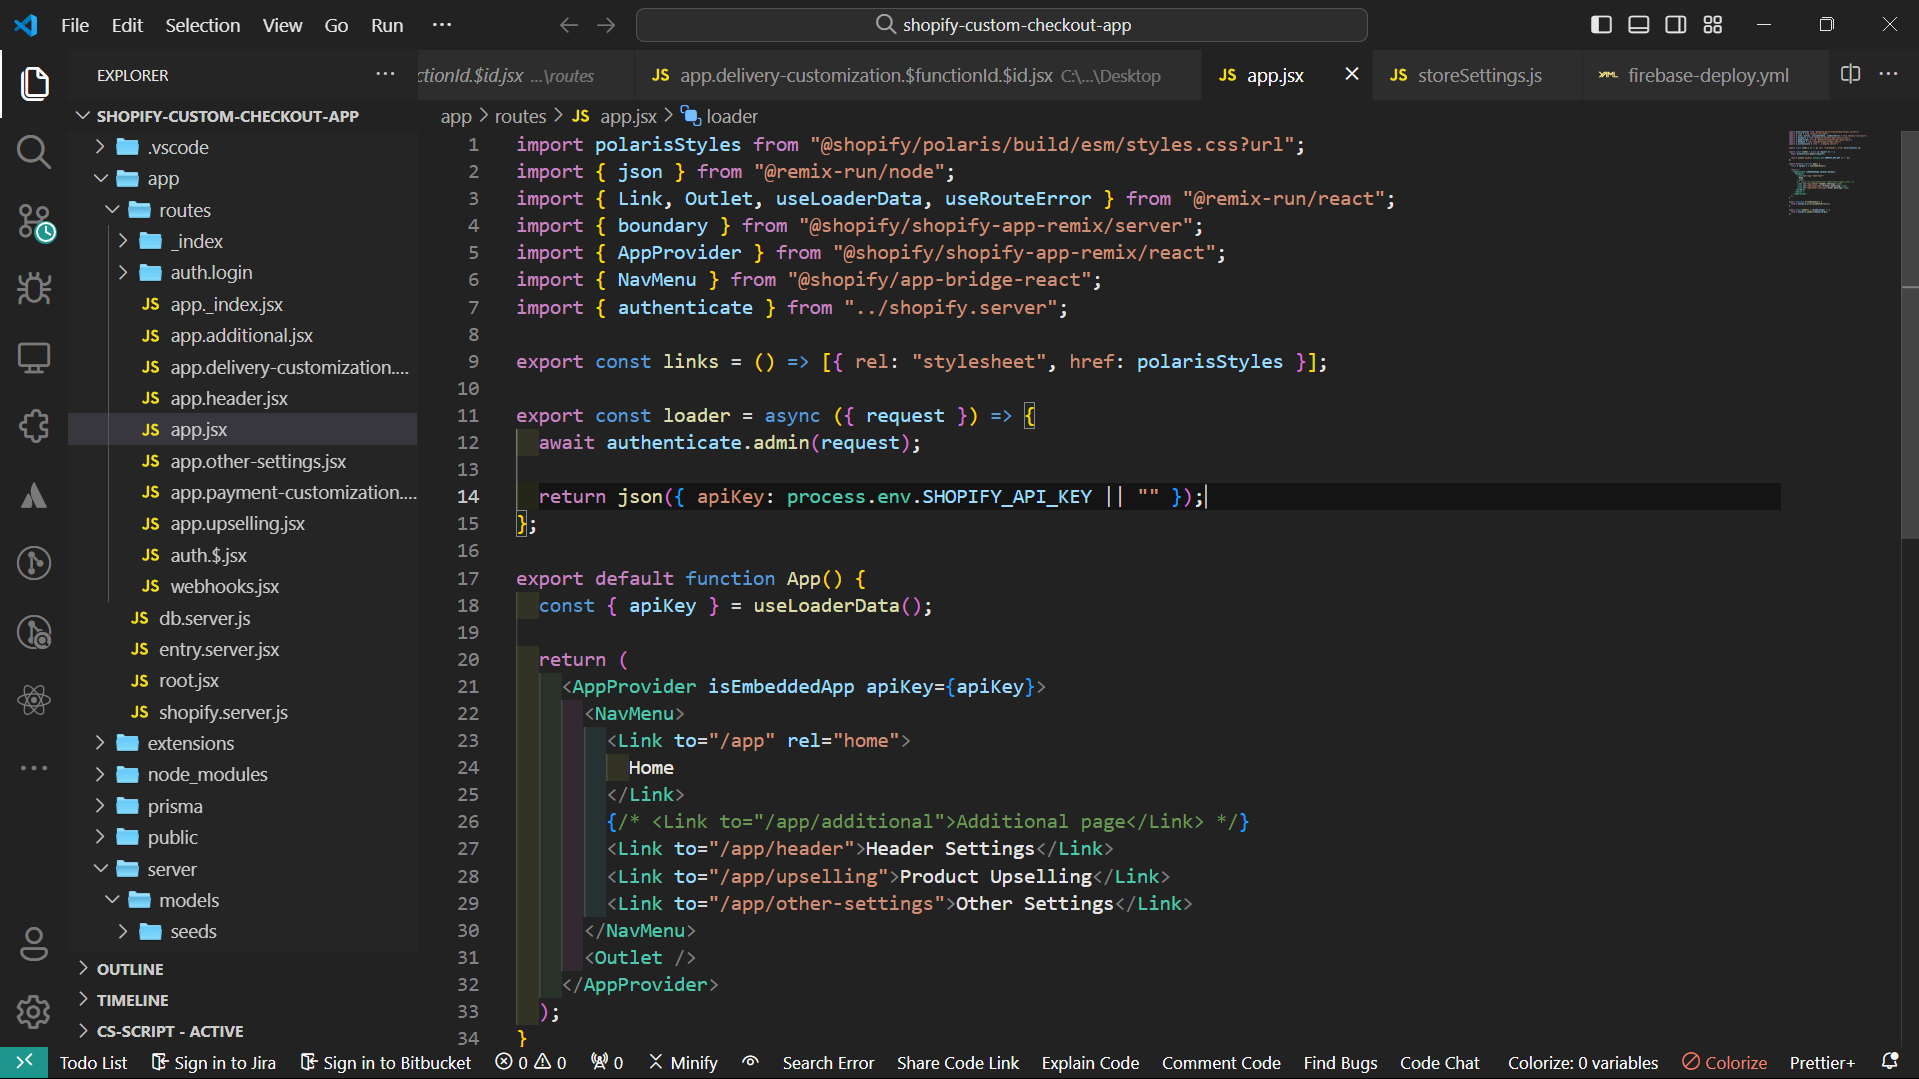 File Edit Selection View Go Run ··· shopify-custom-checkout-app
EXPLORER ···
SHOPIFY-CUSTOM-CHECKOUT-APP
.vscode
app
routes
_index
auth.login
JS app._index.jsx
JS app.additional.jsx
JS app.delivery-customization....
JS app.header.jsx
JS app.jsx
JS app.other-settings.jsx
JS app.payment-customization....
JS app.upselling.jsx
JS auth.$.jsx
JS webhooks.jsx
JS db.server.js
JS entry.server.jsx
JS root.jsx
JS shopify.server.js
extensions
node_modules
prisma
public
server
models
seeds
OUTLINE
TIMELINE
CS-SCRIPT - ACTIVE
ctionId.$id.jsx ...\routes JS app.delivery-customization.$functionId.$id.jsx C:\...\Desktop JS app.jsx JS storeSettings.js YML firebase-deploy.yml ···
app > routes > JS app.jsx > loader
1 import polarisStyles from "@shopify/polaris/build/esm/styles.css?url";
2 import { json } from "@remix-run/node";
3 import { Link, Outlet, useLoaderData, useRouteError } from "@remix-run/react";
4 import { boundary } from "@shopify/shopify-app-remix/server";
5 import { AppProvider } from "@shopify/shopify-app-remix/react";
6 import { NavMenu } from "@shopify/app-bridge-react";
7 import { authenticate } from "../shopify.server";
8
9 export const links = () => [{ rel: "stylesheet", href: polarisStyles }];
10
11 export const loader = async ({ request }) => {
12 await authenticate.admin(request);
13
14 return json({ apiKey: process.env.SHOPIFY_API_KEY || "" });
15 };
16
17 export default function App() {
18 const { apiKey } = useLoaderData();
19
20 return (
21 <AppProvider isEmbeddedApp apiKey={apiKey}>
22 <NavMenu>
23 <Link to="/app" rel="home">
24 Home
25 </Link>
26 {/* <Link to="/app/additional">Additional page</Link> */}
27 <Link to="/app/header">Header Settings</Link>
28 <Link to="/app/upselling">Product Upselling</Link>
29 <Link to="/app/other-settings">Other Settings</Link>
30 </NavMenu>
31 <Outlet />
32 </AppProvider>
33 );
34 }
Todo List Sign in to Jira Sign in to Bitbucket 0 0 0 Minify Search Error Share Code Link Explain Code Comment Code Find Bugs Code Chat Colorize: 0 variables Colorize Prettier+